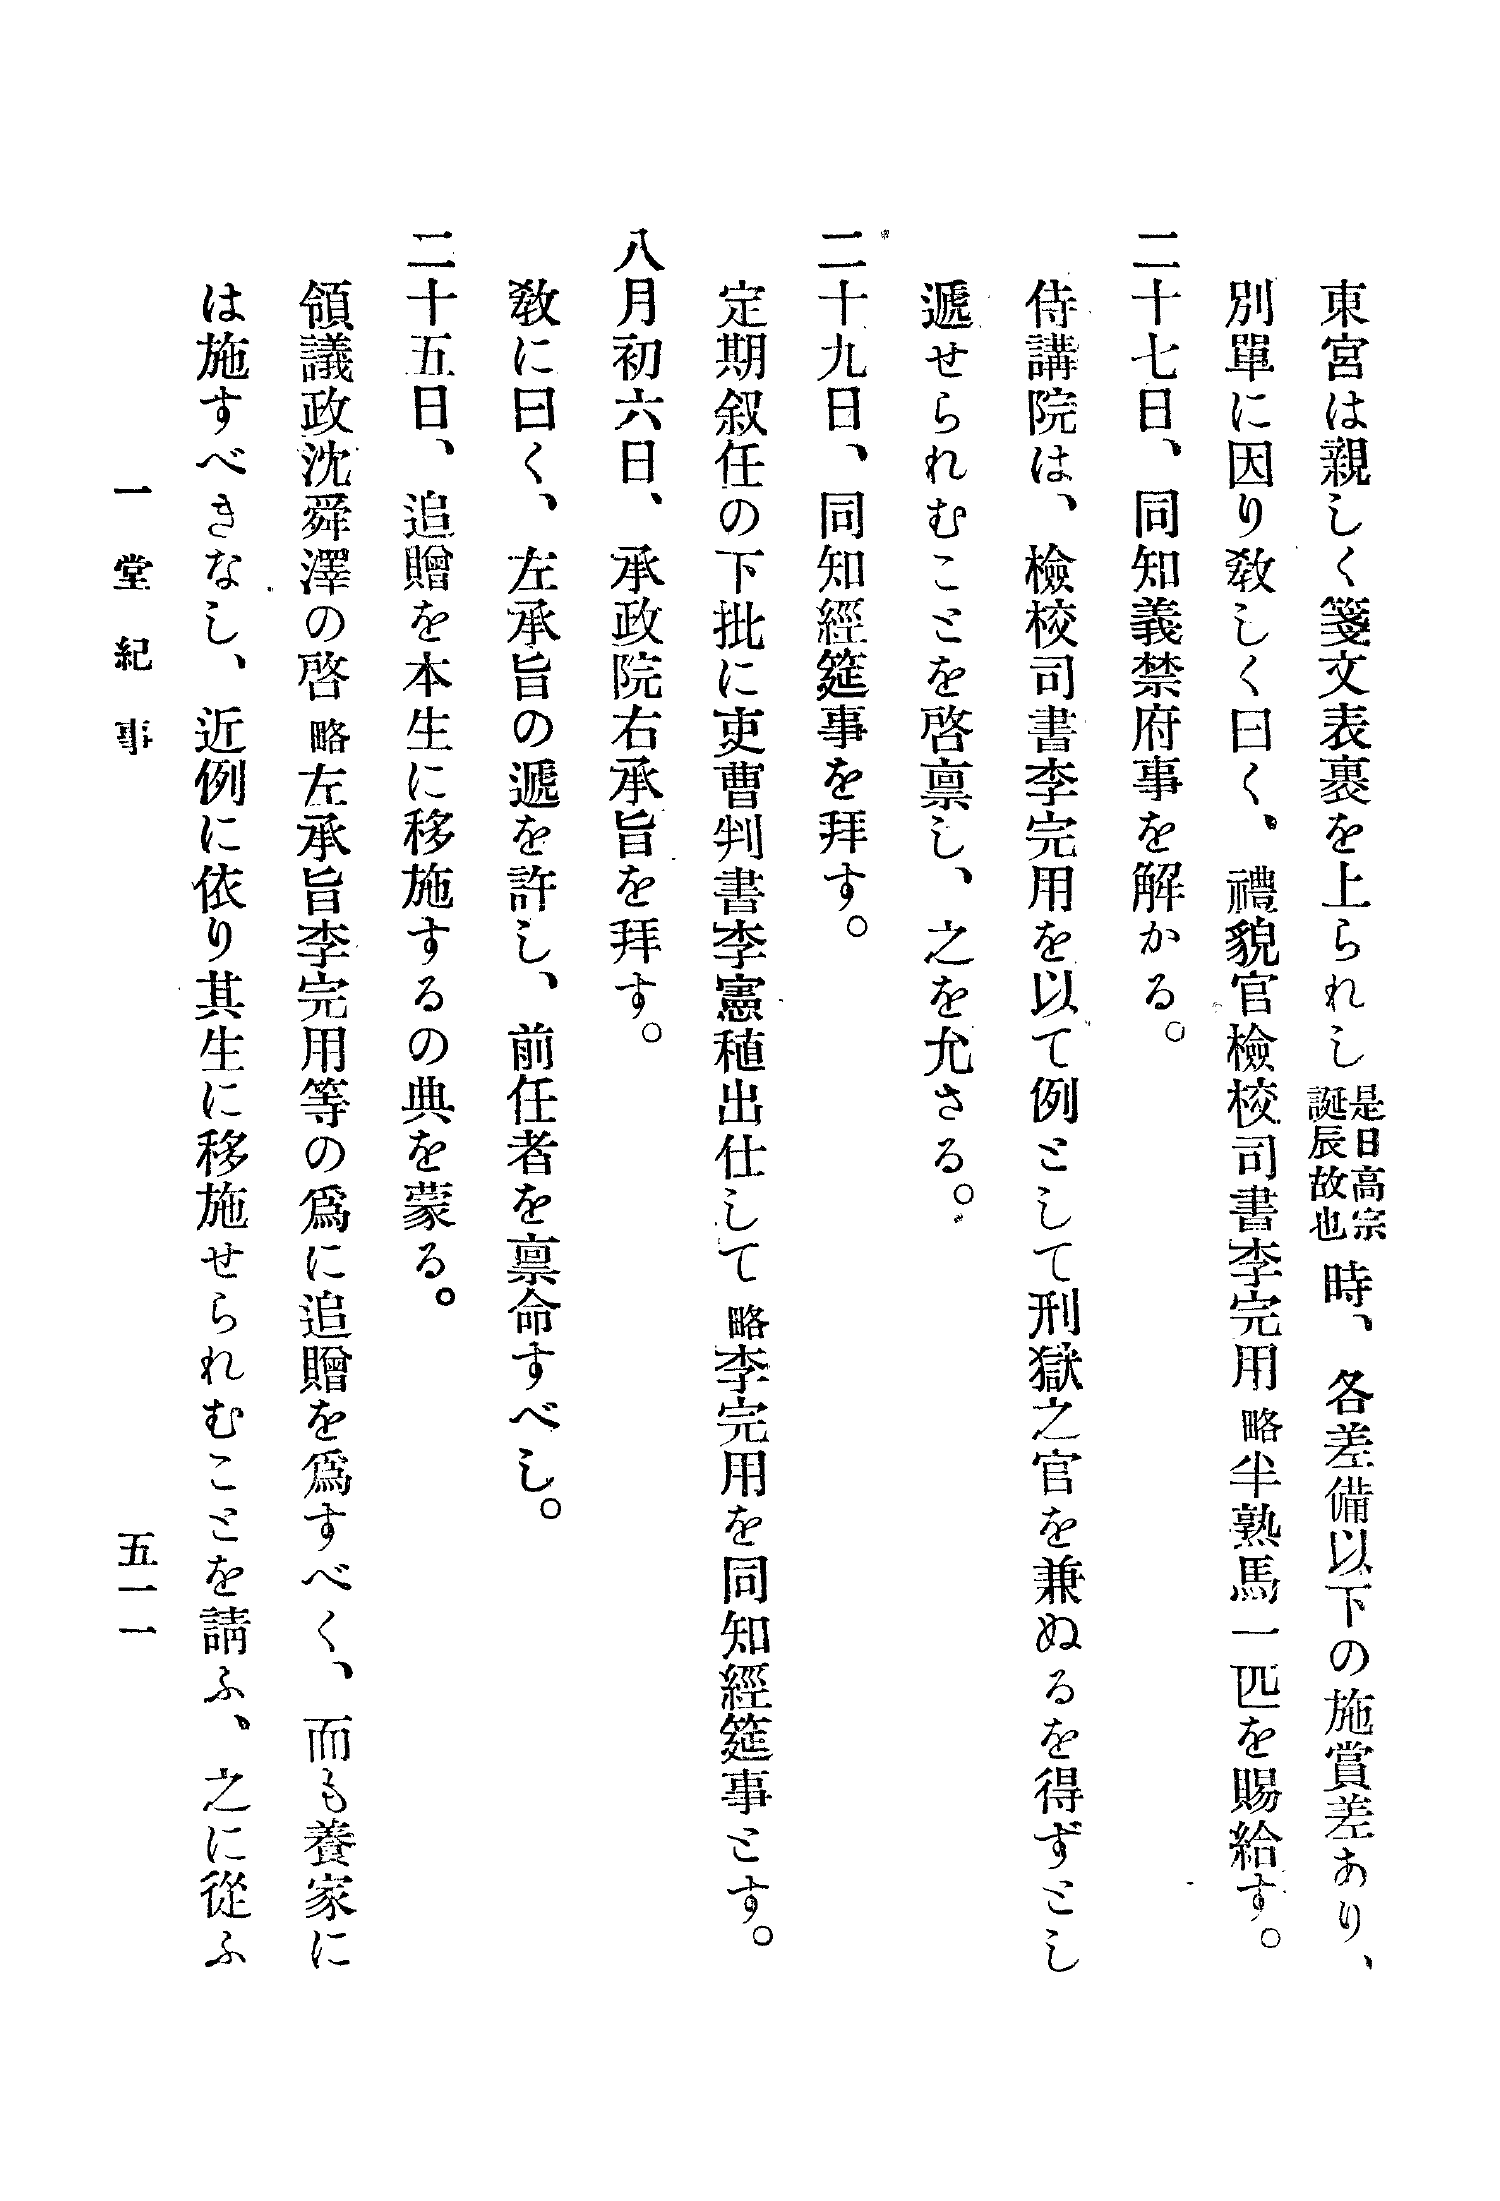 東宮は親しく箋文表裏を上られし是日高宗誕辰故也時、各差備以下の施賞差あり、
別單に因り敎しく曰く、禮貌官檢校司書李完用略半熟馬一匹を賜給す。
二十七日、同知義禁府事を解かる。
侍講院は、檢校司書李完用を以て例として刑獄之官を兼ぬるを得ずとし
遞せられむことを啓禀し、之を允さる。
二十九日、同知經筵事を拜す。
定期叙任の下批に吏曹判書李憲稙出仕して略李完用を同知經筵事とす。
八月初六日、承政院右承旨を拜す。
敎に曰く、左承旨の遞を許し、前任者を禀命すべし。
二十五日、追贈を本生に移施するの典を蒙る。
領議政沈舜澤の啓略左承旨李完用等の爲に追贈を爲すべく、而も養家に
は施すべきなし、近例に依り其生に移施せられむことを請ふ、之に從ふ
一堂紀事
五一一